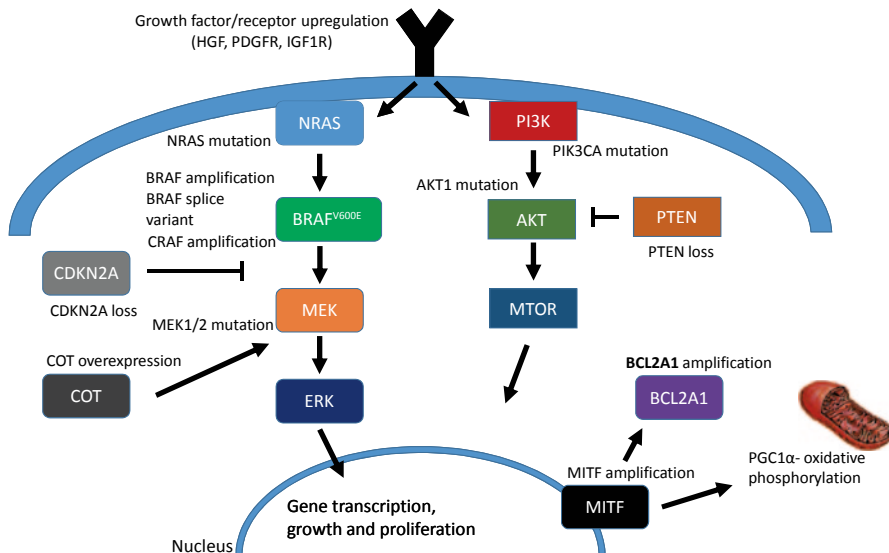 Growth factor/receptor upregulation
(HGF, PDGFR, IGF1R)
NRAS
PI3K
NRAS mutation
PIK3CA mutation
BRAF amplification
BRAF splice
variant
CRAF amplification
AKT1 mutation
BRAFV600E
AKT
PTEN
PTEN loss
CDKN2A
CDKN2A loss
MEK
MTOR
MEK1/2 mutation
COT overexpression
COT
ERK
BCL2A1 amplification
BCL2A1
MITF amplification
PGC1α- oxidative
phosphorylation
MITF
Gene transcription,
growth and proliferation
Nucleus